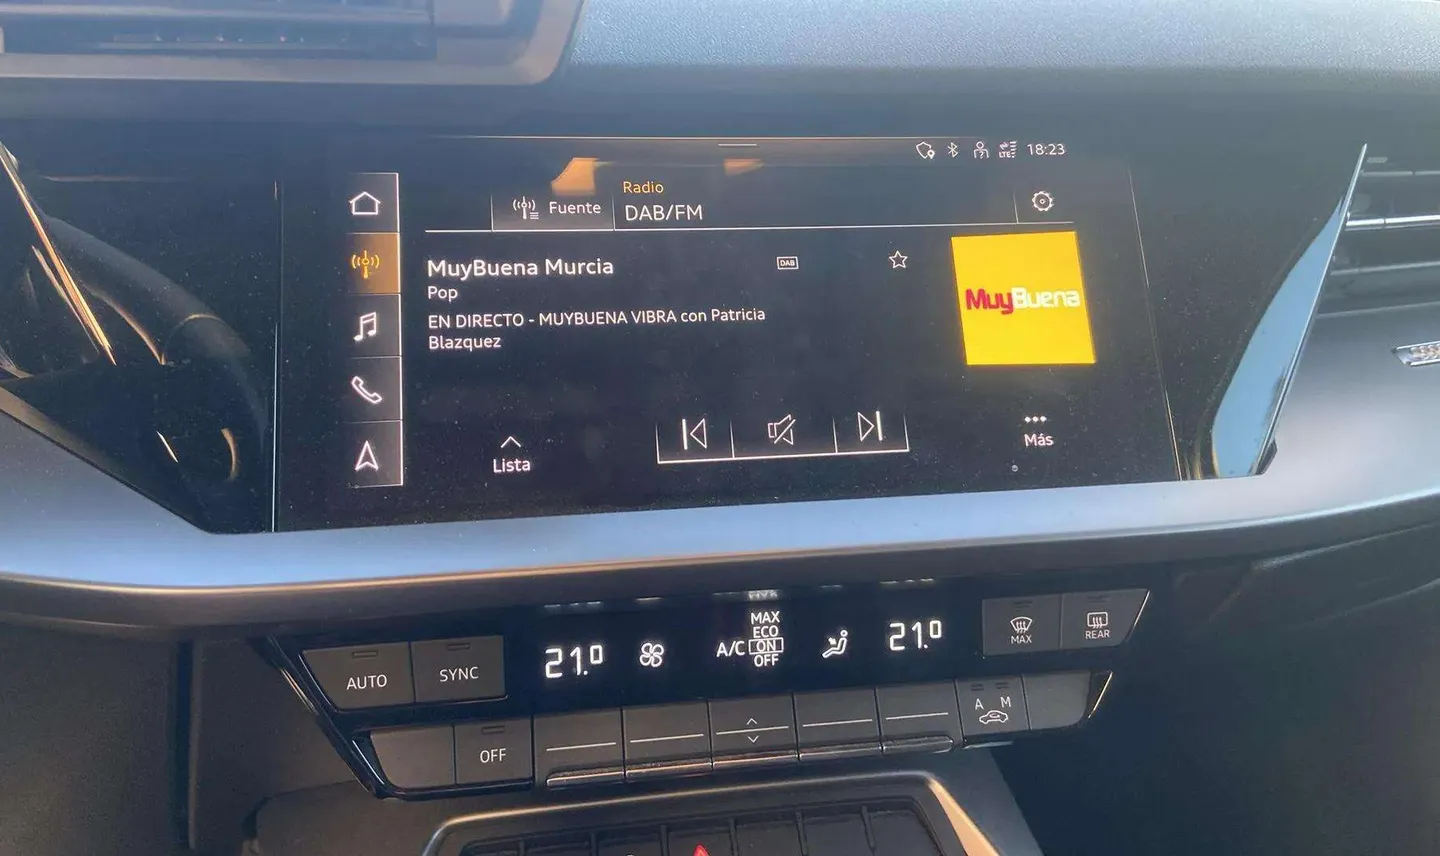 LTE 18:23
Radio
Fuente DAB/FM
MuyBuena Murcia
DAB
Pop
EN DIRECTO - MUYBUENA VIBRA con Patricia
Blazquez
MuyBuena
Lista
Más
AUTO
SYNC
21.0
A/C
MAX
ECO
ON
OFF
21.0
MAX
REAR
OFF
A M